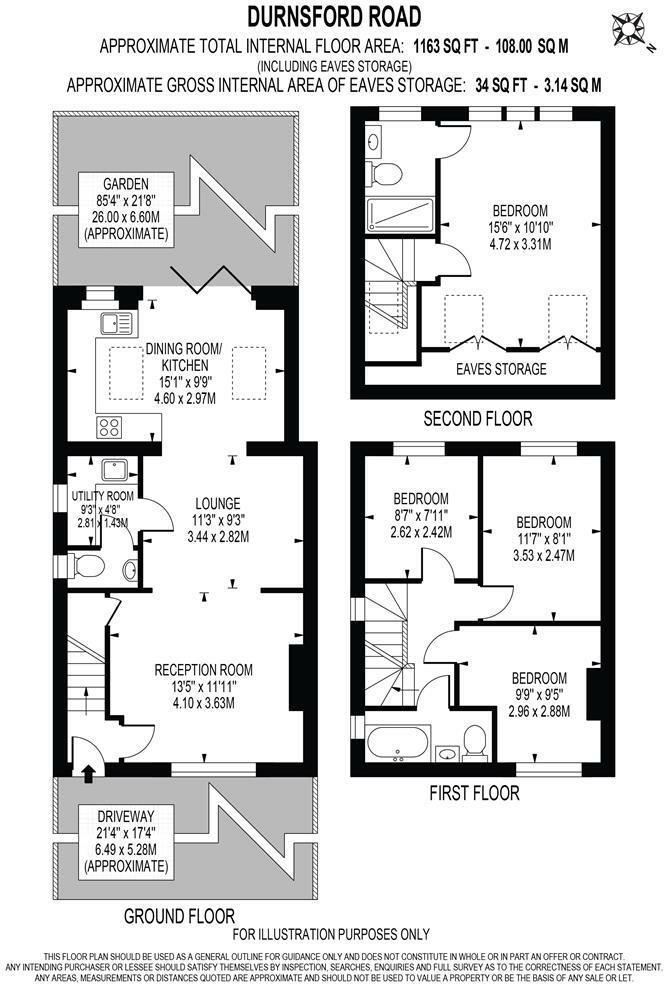 DURNSFORD ROAD
APPROXIMATE TOTAL INTERNAL FLOOR AREA: 1163 SQ FT - 108.00 SQ M
(INCLUDING EAVES STORAGE)
APPROXIMATE GROSS INTERNAL AREA OF EAVES STORAGE: 34 SQ FT - 3.14 SQ M
GARDEN
85'4" x 21'8"
26.00 x 6.60M
(APPROXIMATE)
DINING ROOM/
KITCHEN
15'1" x 9'9"
4.60 x 2.97M
UTILITY ROOM
9'3" x 4'8"
2.81 x 1.43M
LOUNGE
11'3" x 9'3"
3.44 x 2.82M
RECEPTION ROOM
13'5" x 11'11"
4.10 x 3.63M
DRIVEWAY
21'4" x 17'4"
6.49 x 5.28M
(APPROXIMATE)
GROUND FLOOR
BEDROOM
15'6" x 10'10"
4.72 x 3.31M
EAVES STORAGE
SECOND FLOOR
BEDROOM
8'7" x 7'11"
2.62 x 2.42M
BEDROOM
11'7" x 8'1"
3.53 x 2.47M
BEDROOM
9'9" x 9'5"
2.96 x 2.88M
FIRST FLOOR
FOR ILLUSTRATION PURPOSES ONLY
THIS FLOOR PLAN SHOULD BE USED AS A GENERAL OUTLINE FOR GUIDANCE ONLY AND DOES NOT CONSTITUTE IN WHOLE OR IN PART AN OFFER OR CONTRACT.
ANY INTENDING PURCHASER OR LESSEE SHOULD SATISFY THEMSELVES BY INSPECTION, SEARCHES, ENQUIRIES AND FULL SURVEY AS TO THE CORRECTNESS OF EACH STATEMENT.
ANY AREAS, MEASUREMENTS OR DISTANCES QUOTED ARE APPROXIMATE AND SHOULD NOT BE USED TO VALUE A PROPERTY OR BE THE BASIS OF ANY SALE OR LET.